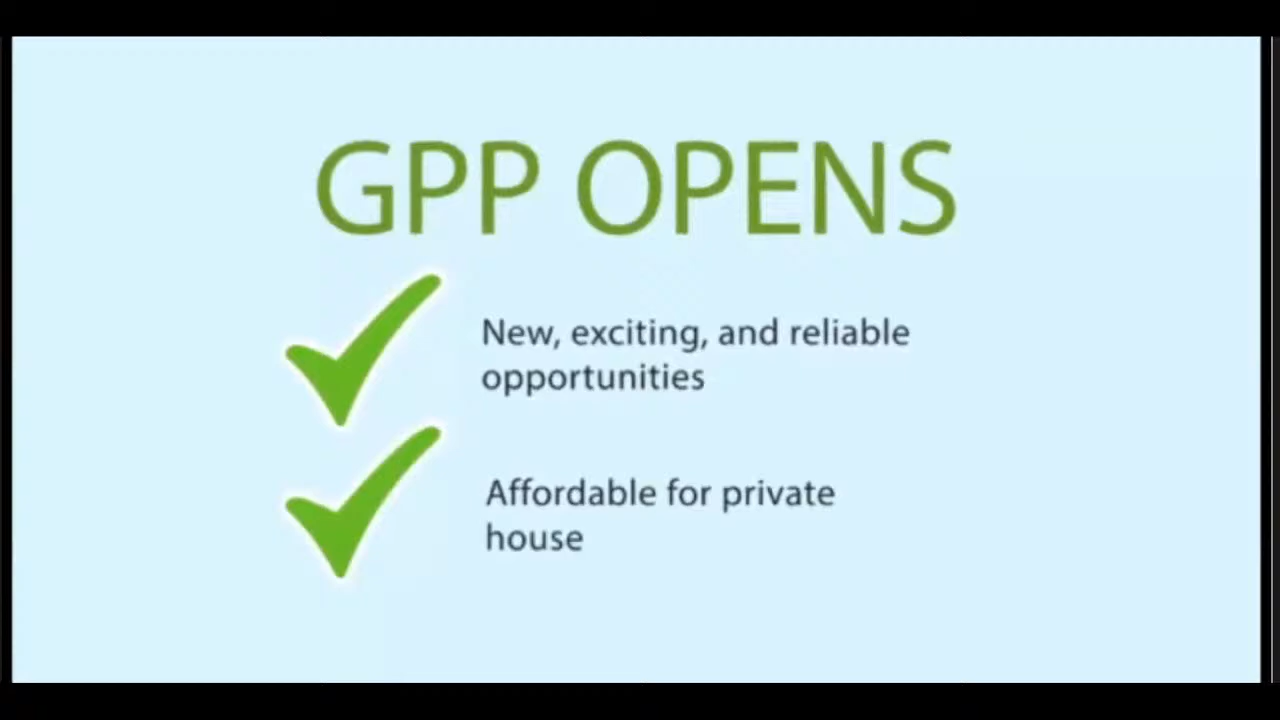 GPP OPENS
New, exciting, and reliable
opportunities
Affordable for private
house